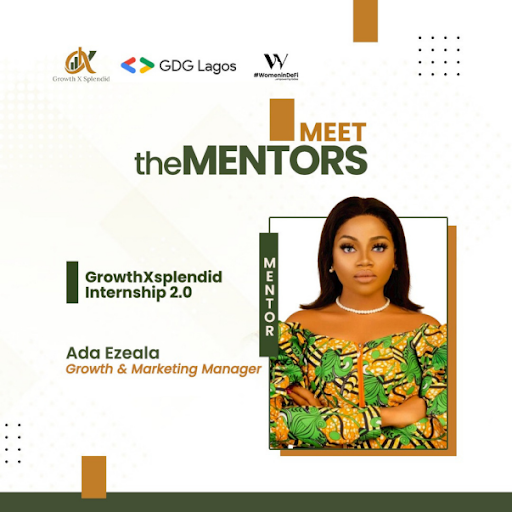 Growth X Splendid
GDG Lagos
#WomenInDeFi
MEET
theMENTORS
MENTOR
GrowthXsplendid
Internship 2.0
Ada Ezeala
Growth & Marketing Manager